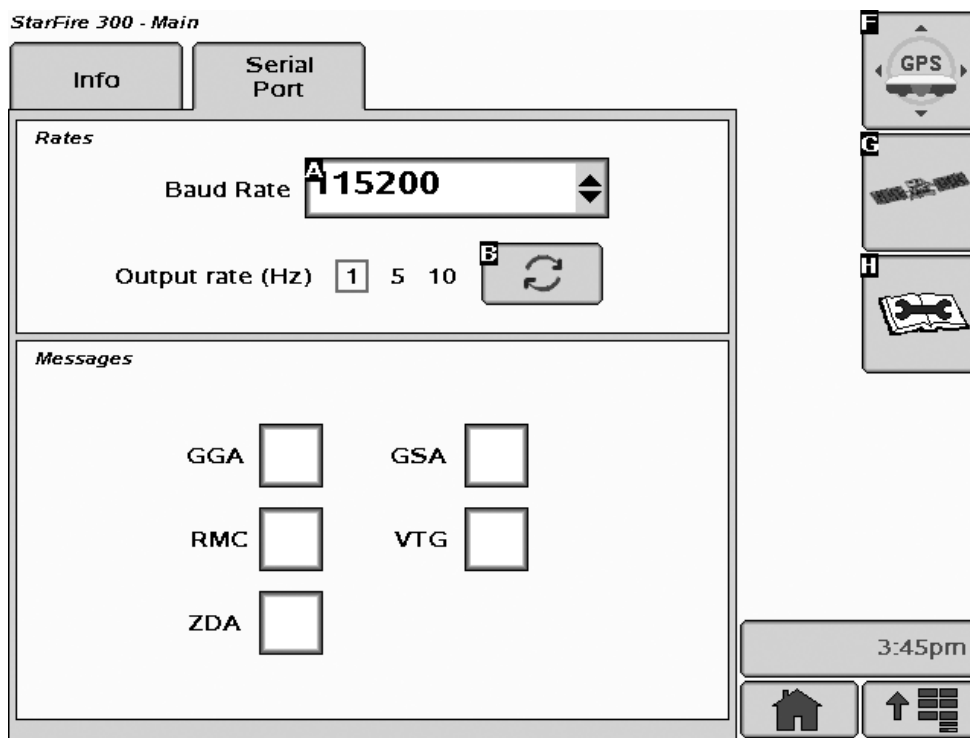 StarFire 300 - Main
F
GPS
Info
Serial
Port
Rates
G
Baud Rate
A
115200
H
Output rate (Hz) 1 5 10
B
Messages
GGA
GSA
RMC
VTG
ZDA
3:45pm